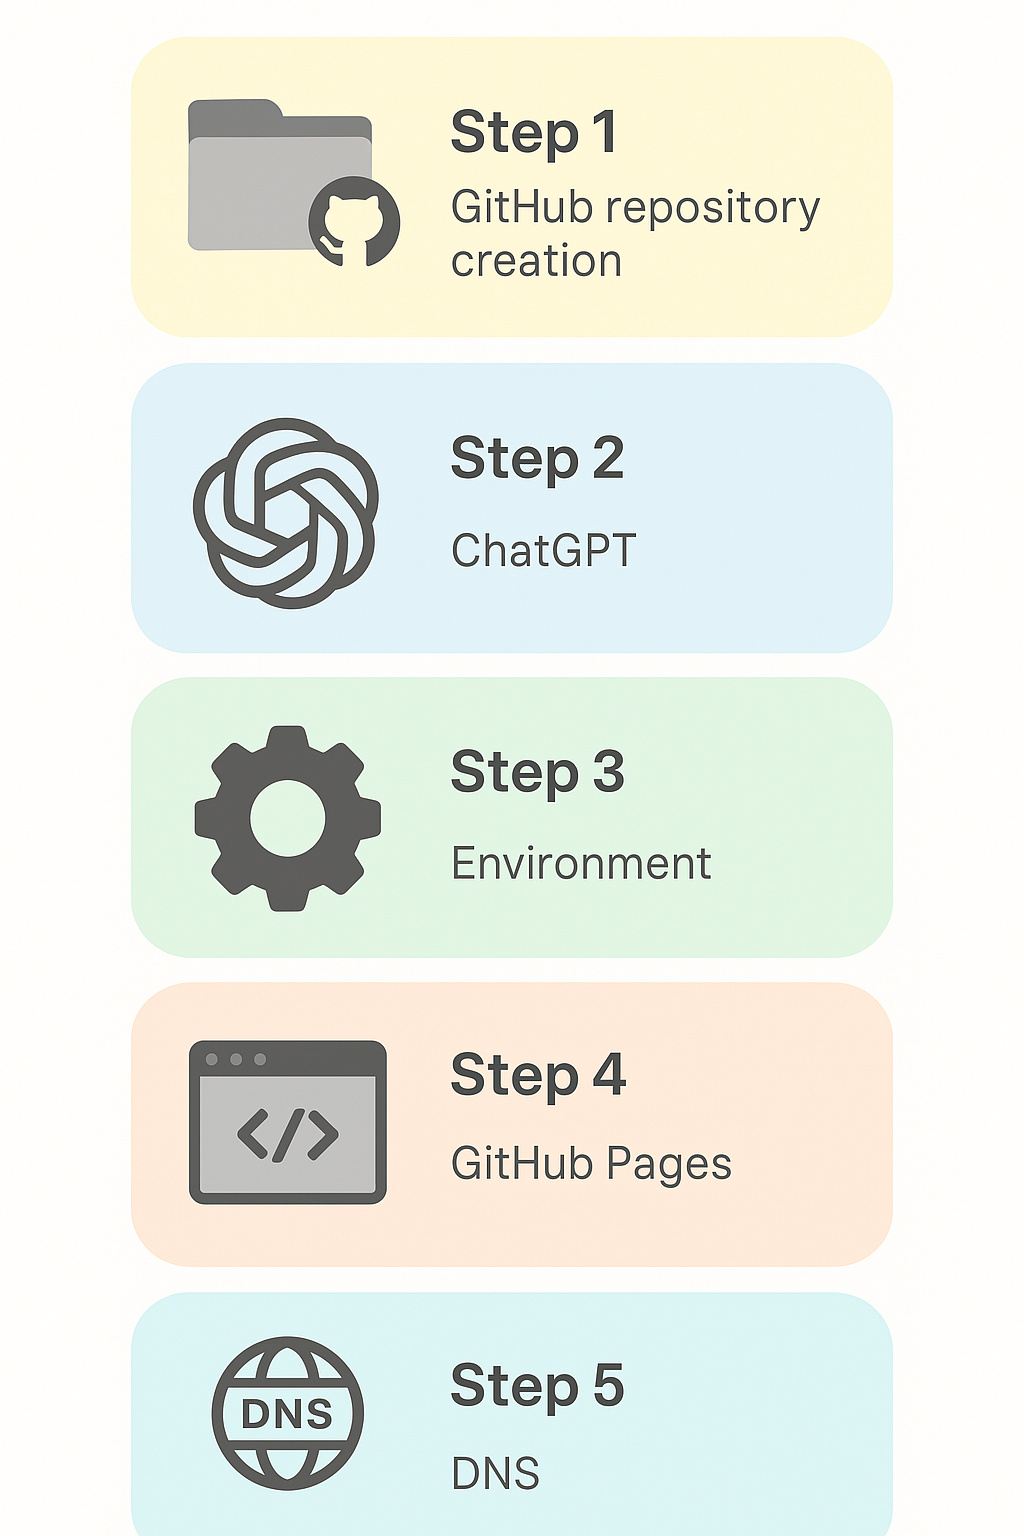 Step 1
GitHub repository
creation
Step 2
ChatGPT
Step 3
Environment
Step 4
GitHub Pages
DNS
Step 5
DNS